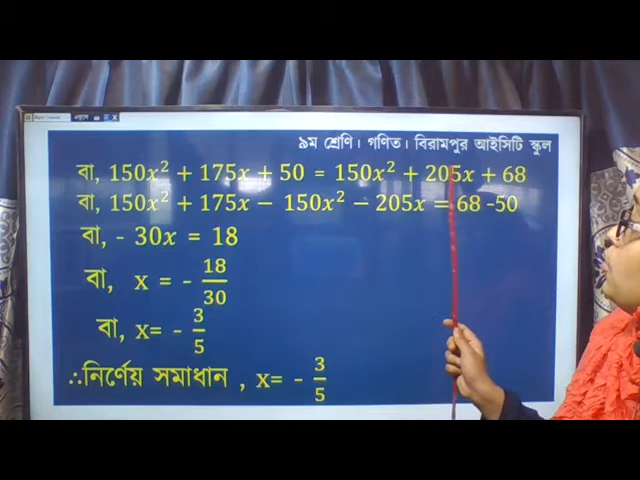 এখানে
৯ম শ্রেণি। গণিত। বিরামপুর আইসিটি স্কুল
বা, 150x² + 175x + 50 = 150x² + 205x + 68
বা, 150x² + 175x − 150x² − 205x = 68 -50
বা, - 30x = 18
বা, x = - 18/30
বা, x= - 3/5
∴নির্ণেয় সমাধান , x= - 3/5